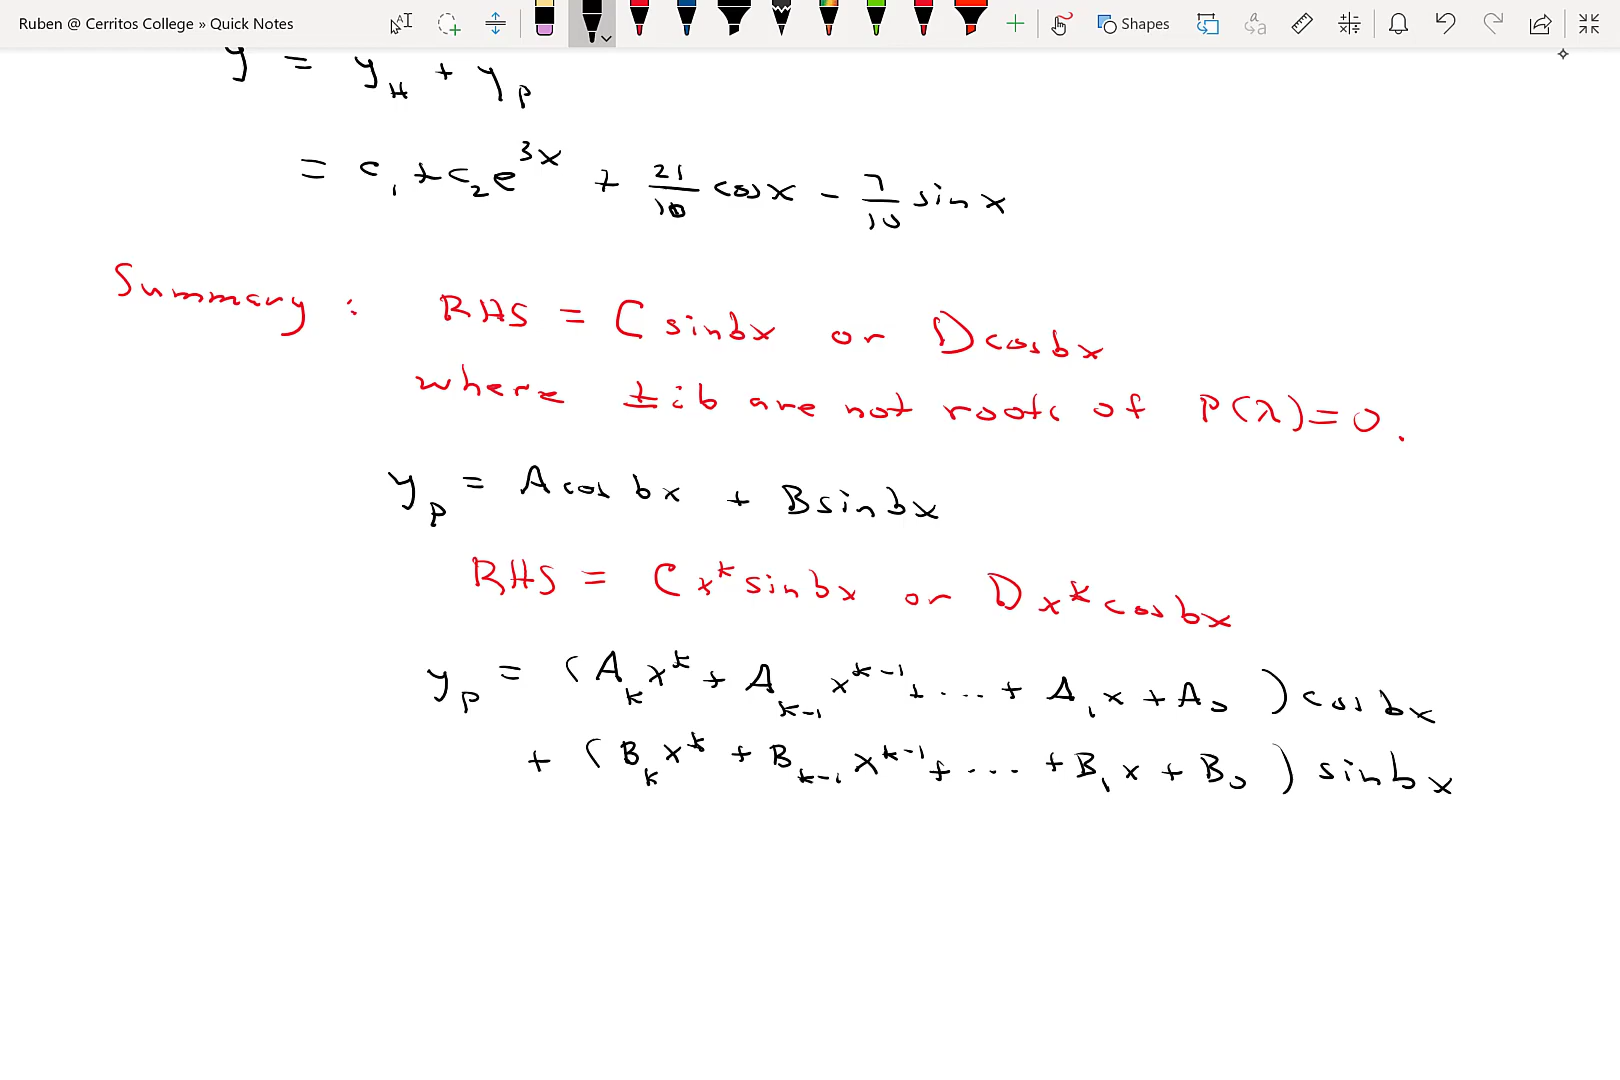 Ruben @ Cerritos College » Quick Notes
Shapes
y = y_H + y_P
= c_1 + c_2 e^{3x} + 21/10 cos x - 7/10 sin x
Summary : RHS = C sin bx or D cos bx
where ± ib are not roots of P(λ) = 0 .
y_P = A cos bx + B sin bx
RHS = C x^k sin bx or D x^k cos bx
y_P = ( A_k x^k + A_{k-1} x^{k-1} + ... + A_1 x + A_0 ) cos bx
+ ( B_k x^k + B_{k-1} x^{k-1} + ... + B_1 x + B_0 ) sin bx